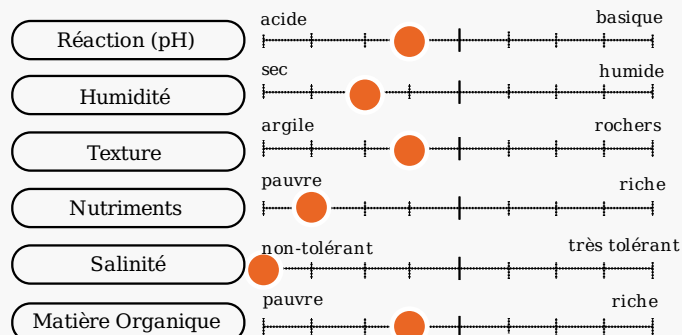 acide basique
Réaction (pH)
sec humide
Humidité
argile rochers
Texture
pauvre riche
Nutriments
non-tolérant très tolérant
Salinité
pauvre riche
Matière Organique